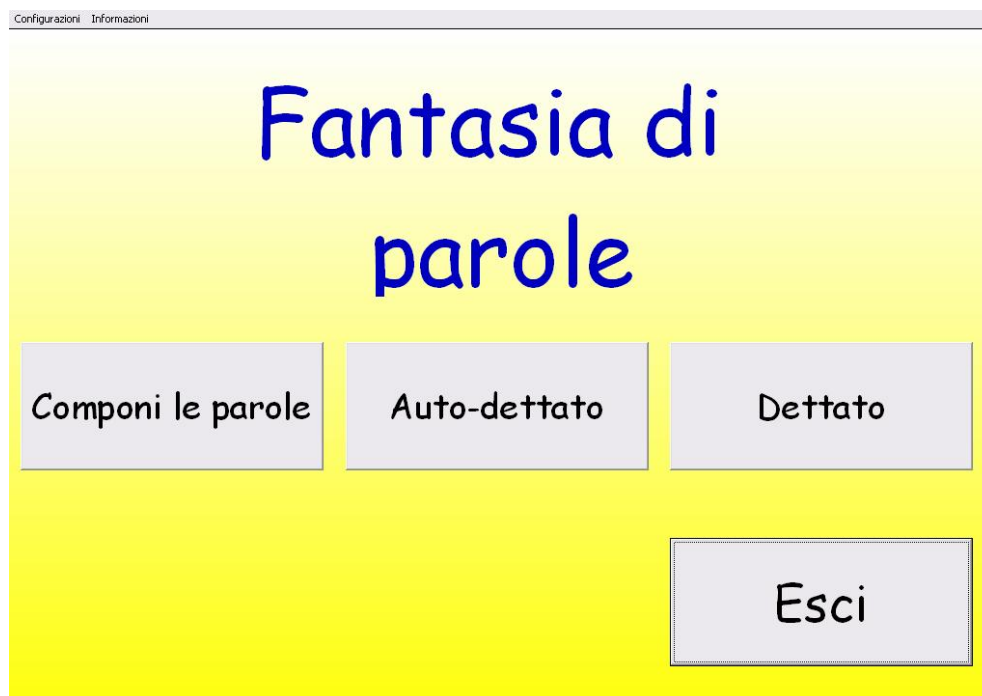 Configurazioni Informazioni
Fantasia di
parole
Componi le parole Auto-dettato Dettato
Esci